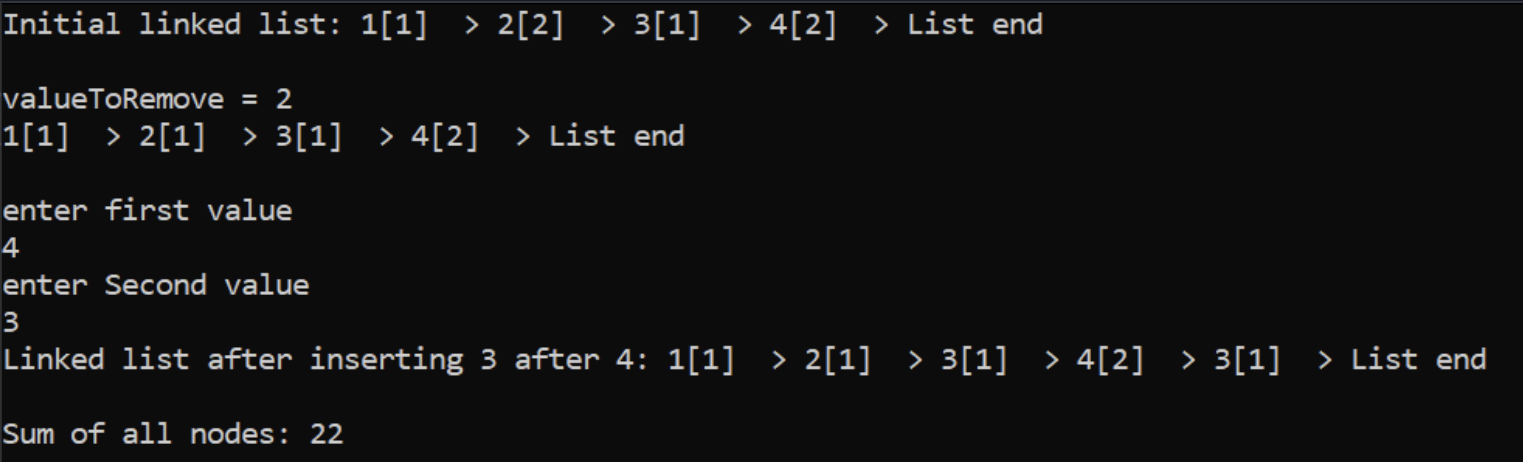 Initial linked list: 1[1]  > 2[2]  > 3[1]  > 4[2]  > List end
valueToRemove = 2
1[1]  > 2[1]  > 3[1]  > 4[2]  > List end
enter first value
4
enter Second value
3
Linked list after inserting 3 after 4: 1[1]  > 2[1]  > 3[1]  > 4[2]  > 3[1]  > List end
Sum of all nodes: 22